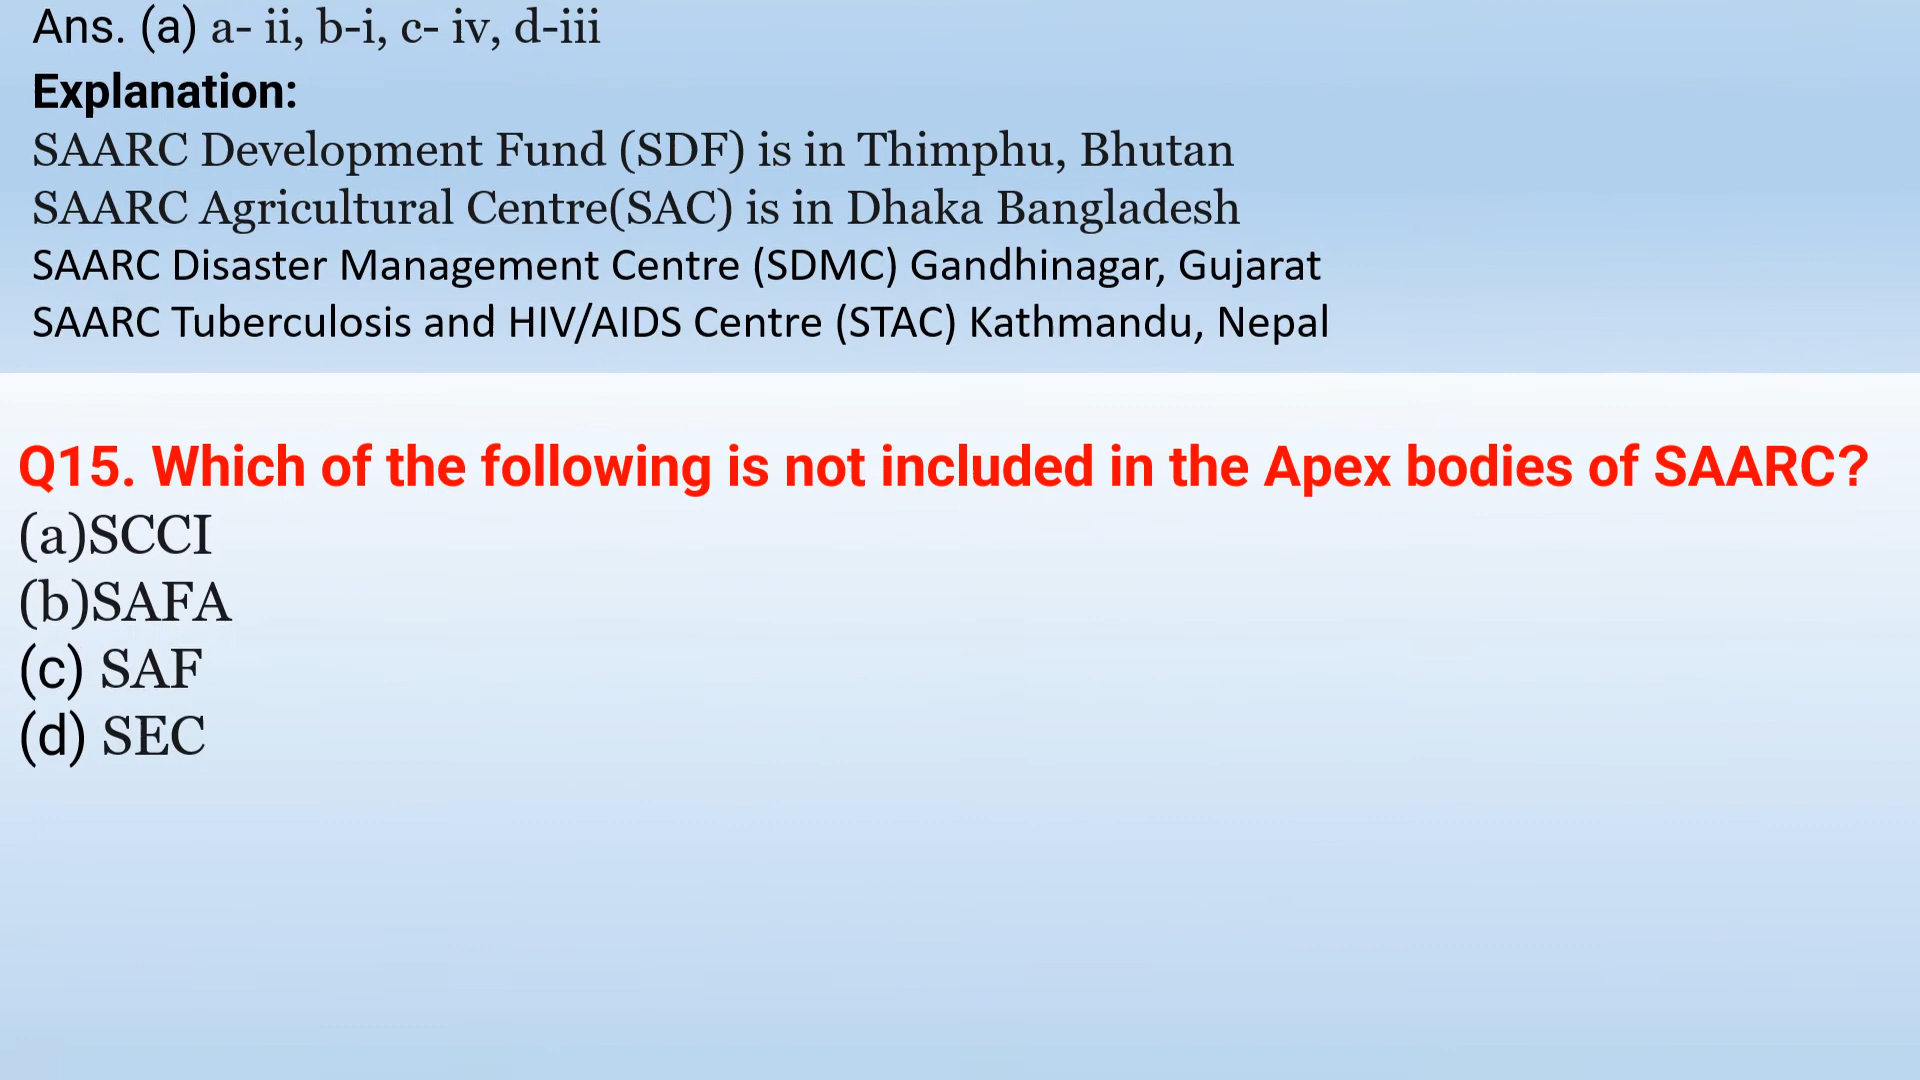 Ans. (a) a- ii, b-i, c- iv, d-iii
Explanation:
SAARC Development Fund (SDF) is in Thimphu, Bhutan
SAARC Agricultural Centre(SAC) is in Dhaka Bangladesh
SAARC Disaster Management Centre (SDMC) Gandhinagar, Gujarat
SAARC Tuberculosis and HIV/AIDS Centre (STAC) Kathmandu, Nepal
Q15. Which of the following is not included in the Apex bodies of SAARC?
(a)SCCI
(b)SAFA
(c) SAF
(d) SEC